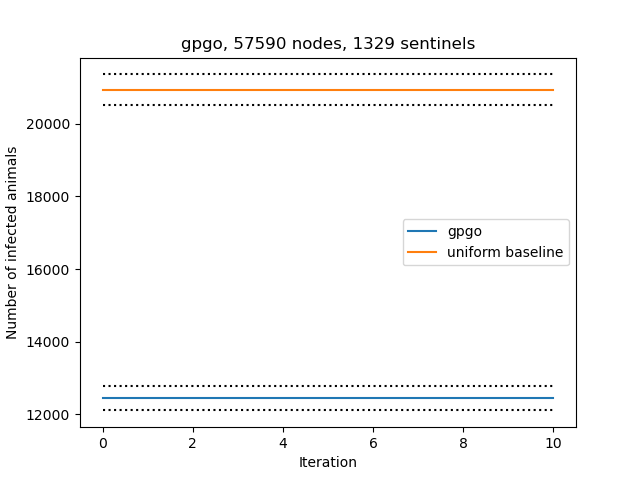 gpgo, 57590 nodes, 1329 sentinels
Number of infected animals
20000
18000
16000
14000
12000
gpgo
uniform baseline
0 2 4 6 8 10
Iteration